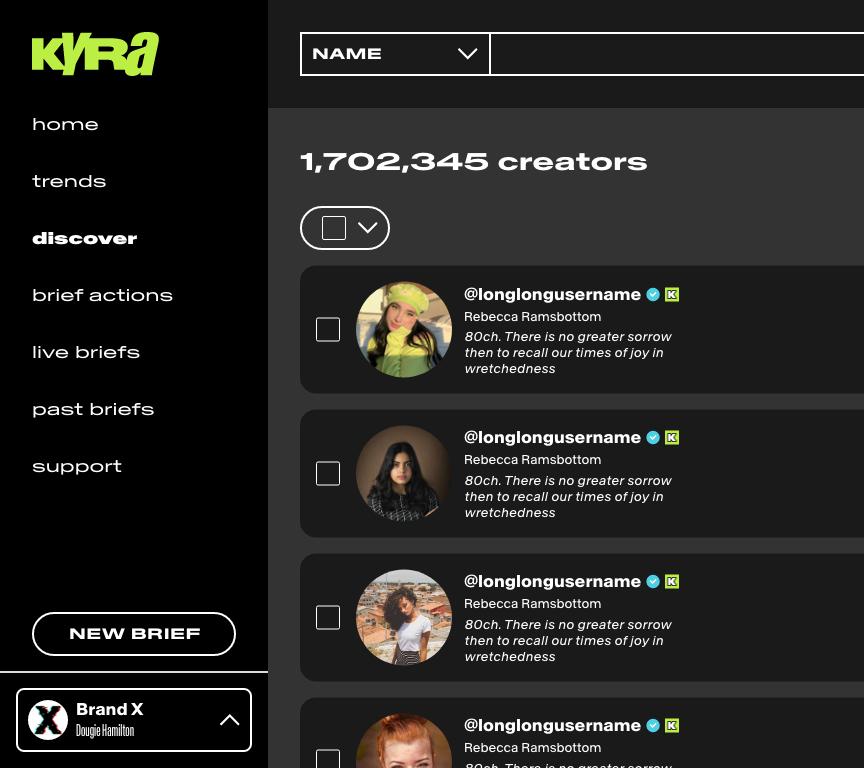 KYRA
home
trends
discover
brief actions
live briefs
past briefs
support
NEW BRIEF
X
Brand X
Dougie Hamilton
NAME
1,702,345 creators
@longlongusername K
Rebecca Ramsbottom
80ch. There is no greater sorrow
then to recall our times of joy in
wretchedness
@longlongusername K
Rebecca Ramsbottom
80ch. There is no greater sorrow
then to recall our times of joy in
wretchedness
@longlongusername K
Rebecca Ramsbottom
80ch. There is no greater sorrow
then to recall our times of joy in
wretchedness
@longlongusername K
Rebecca Ramsbottom
80ch. There is no greater sorrow